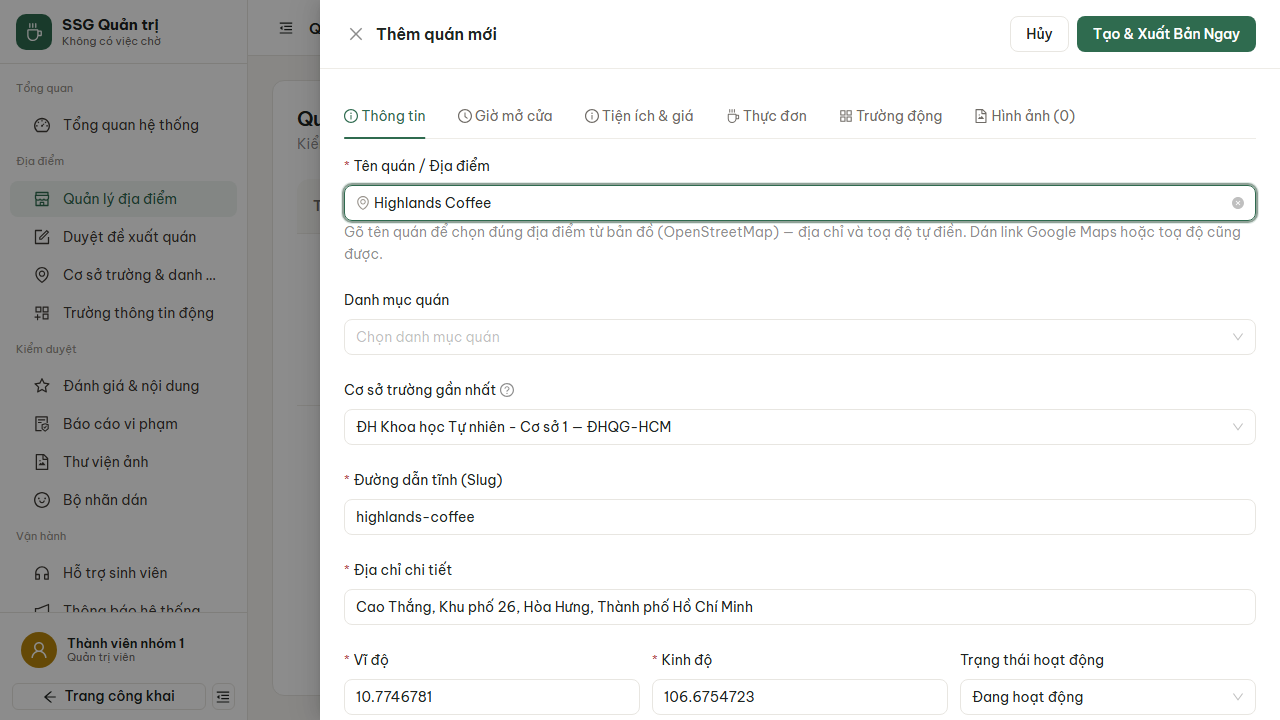 SSG Quản trị
Không có việc chờ
Tổng quan
Tổng quan hệ thống
Địa điểm
Quản lý địa điểm
Duyệt đề xuất quán
Cơ sở trường & danh ...
Trường thông tin động
Kiểm duyệt
Đánh giá & nội dung
Báo cáo vi phạm
Thư viện ảnh
Bộ nhãn dán
Vận hành
Hỗ trợ sinh viên
Thông báo hệ thống
Thành viên nhóm 1
Quản trị viên
Trang công khai
Thêm quán mới
Hủy
Tạo & Xuất Bản Ngay
Thông tin
Giờ mở cửa
Tiện ích & giá
Thực đơn
Trường động
Hình ảnh (0)
* Tên quán / Địa điểm
Highlands Coffee
Gõ tên quán để chọn đúng địa điểm từ bản đồ (OpenStreetMap) — địa chỉ và toạ độ tự điền. Dán link Google Maps hoặc toạ độ cũng
được.
Danh mục quán
Chọn danh mục quán
Cơ sở trường gần nhất
ĐH Khoa học Tự nhiên - Cơ sở 1 — ĐHQG-HCM
* Đường dẫn tĩnh (Slug)
highlands-coffee
* Địa chỉ chi tiết
Cao Thắng, Khu phố 26, Hòa Hưng, Thành phố Hồ Chí Minh
* Vĩ độ
* Kinh độ
Trạng thái hoạt động
10.7746781
106.6754723
Đang hoạt động